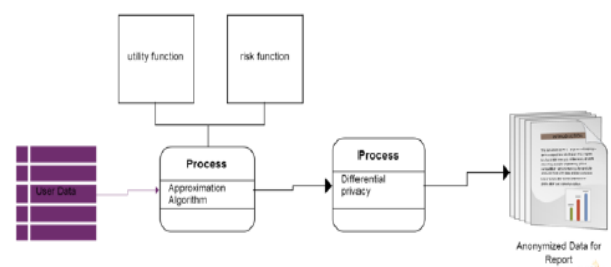 utility function
risk function
Process
Approximation
Algorithm
Process
Differential
privacy
User Data
Anonymized Data for
Report